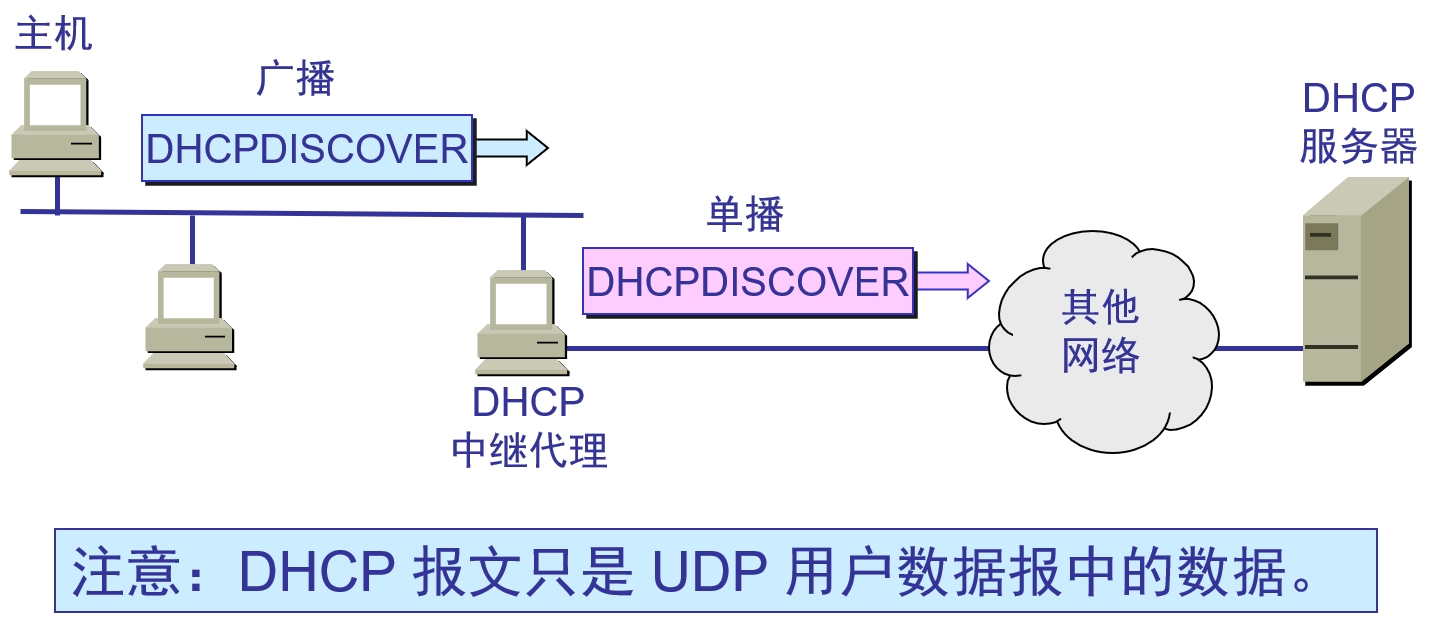 主机
广播
DHCPDISCOVER
DHCP
服务器
单播
DHCPDISCOVER
其他
网络
DHCP
中继代理
注意：DHCP 报文只是 UDP 用户数据报中的数据。